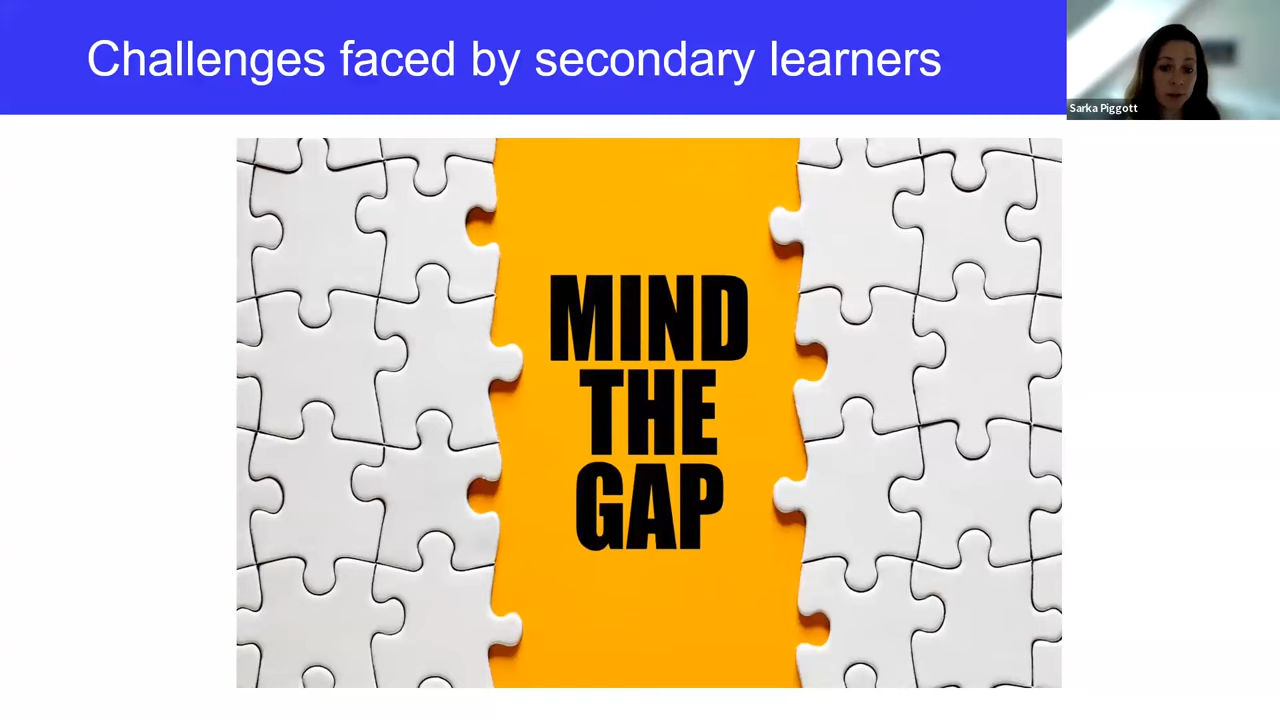 Challenges faced by secondary learners
Sarka Piggott
MIND
THE
GAP